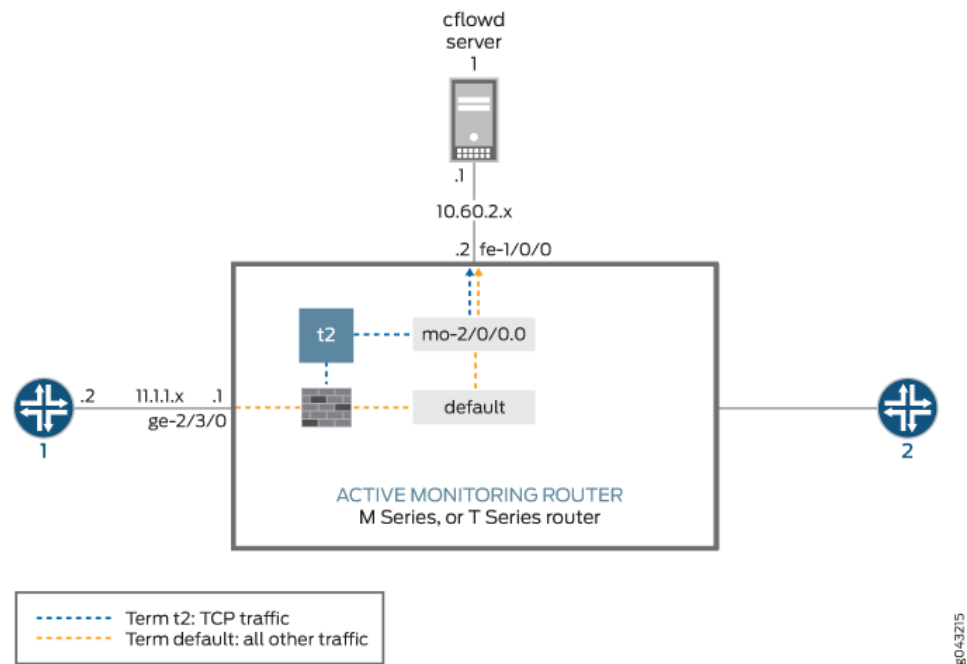 cflowd
server
1
.1
10.60.2.x
.2 fe-1/0/0
t2
mo-2/0/0.0
.2 11.1.1.x .1
default
ge-2/3/0
1
2
ACTIVE MONITORING ROUTER
M Series, or T Series router
Term t2: TCP traffic
Term default: all other traffic
g043215